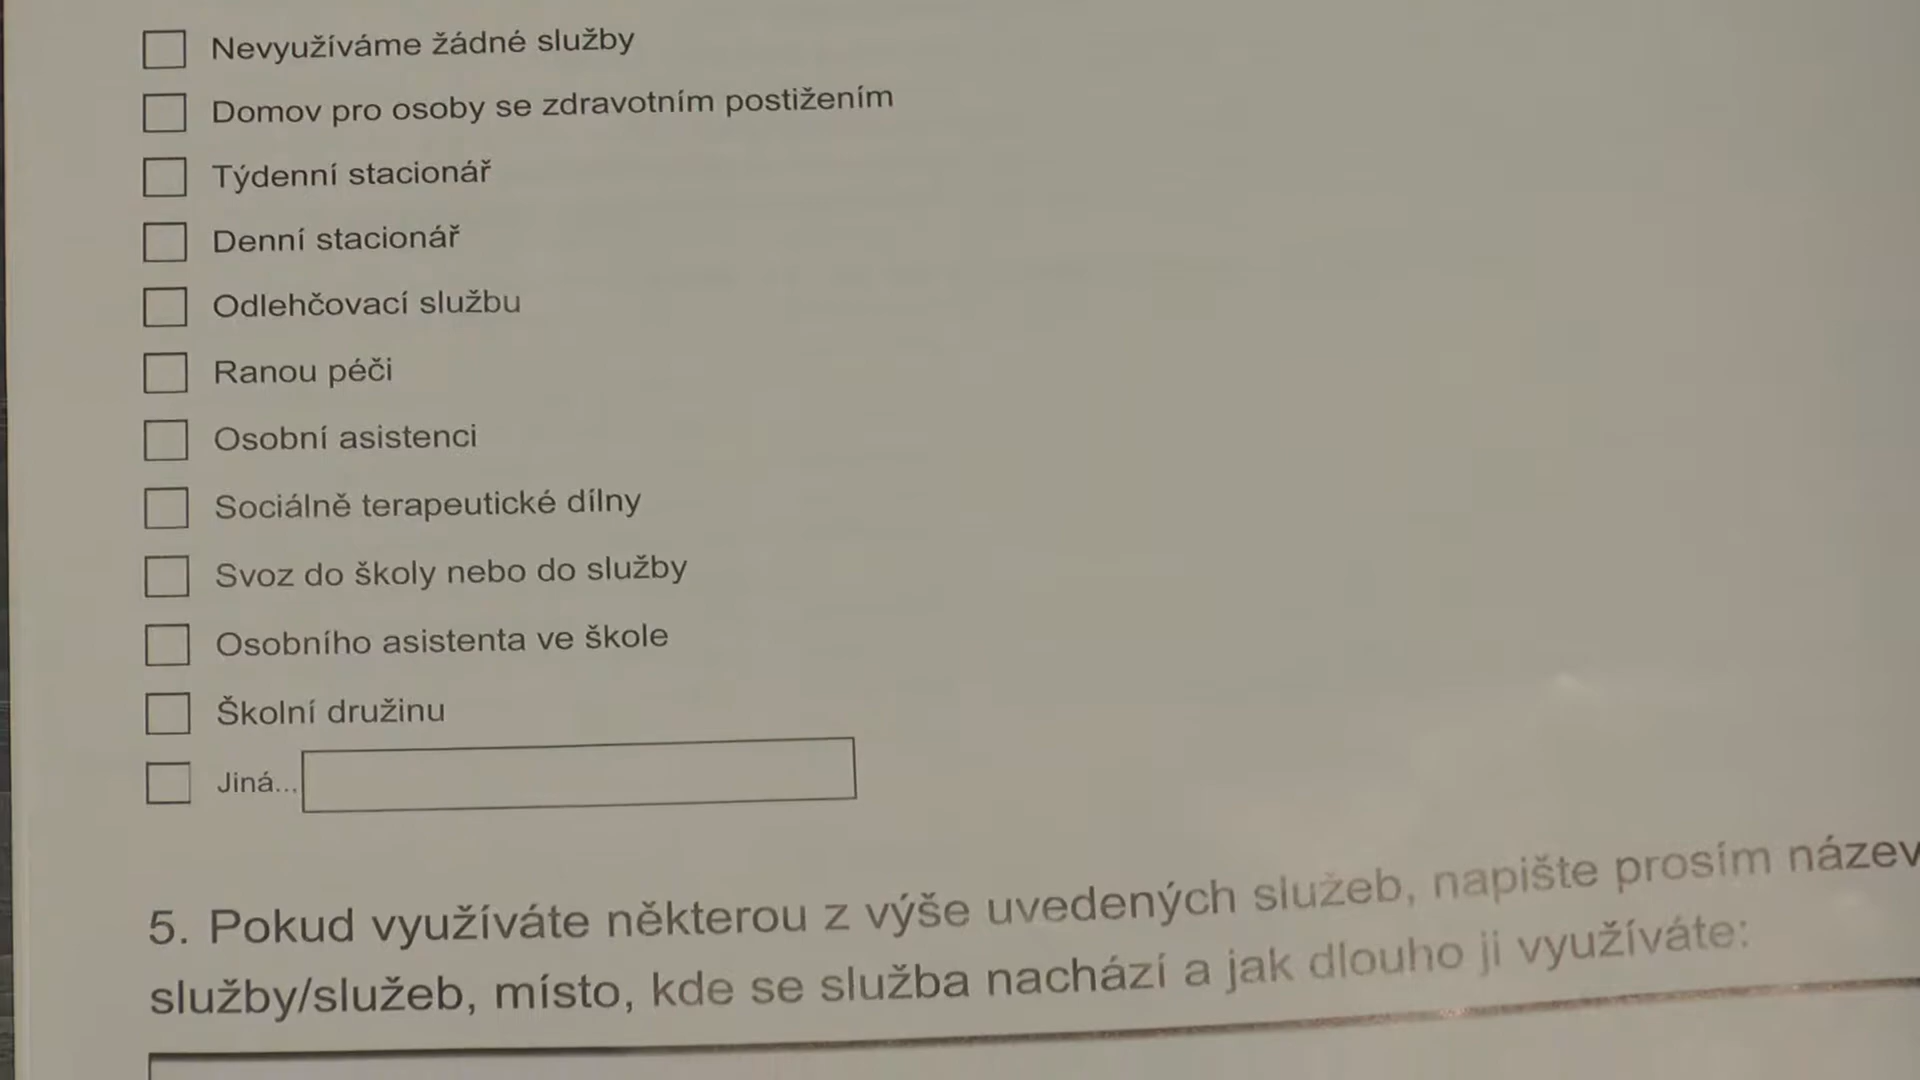 Nevyužíváme žádné služby
Domov pro osoby se zdravotním postižením
Týdenní stacionář
Denní stacionář
Odlehčovací službu
Ranou péči
Osobní asistenci
Sociálně terapeutické dílny
Svoz do školy nebo do služby
Osobního asistenta ve škole
Školní družinu
Jiná...
5. Pokud využíváte některou z výše uvedených služeb, napište prosím název
služby/služeb, místo, kde se služba nachází a jak dlouho ji využíváte: